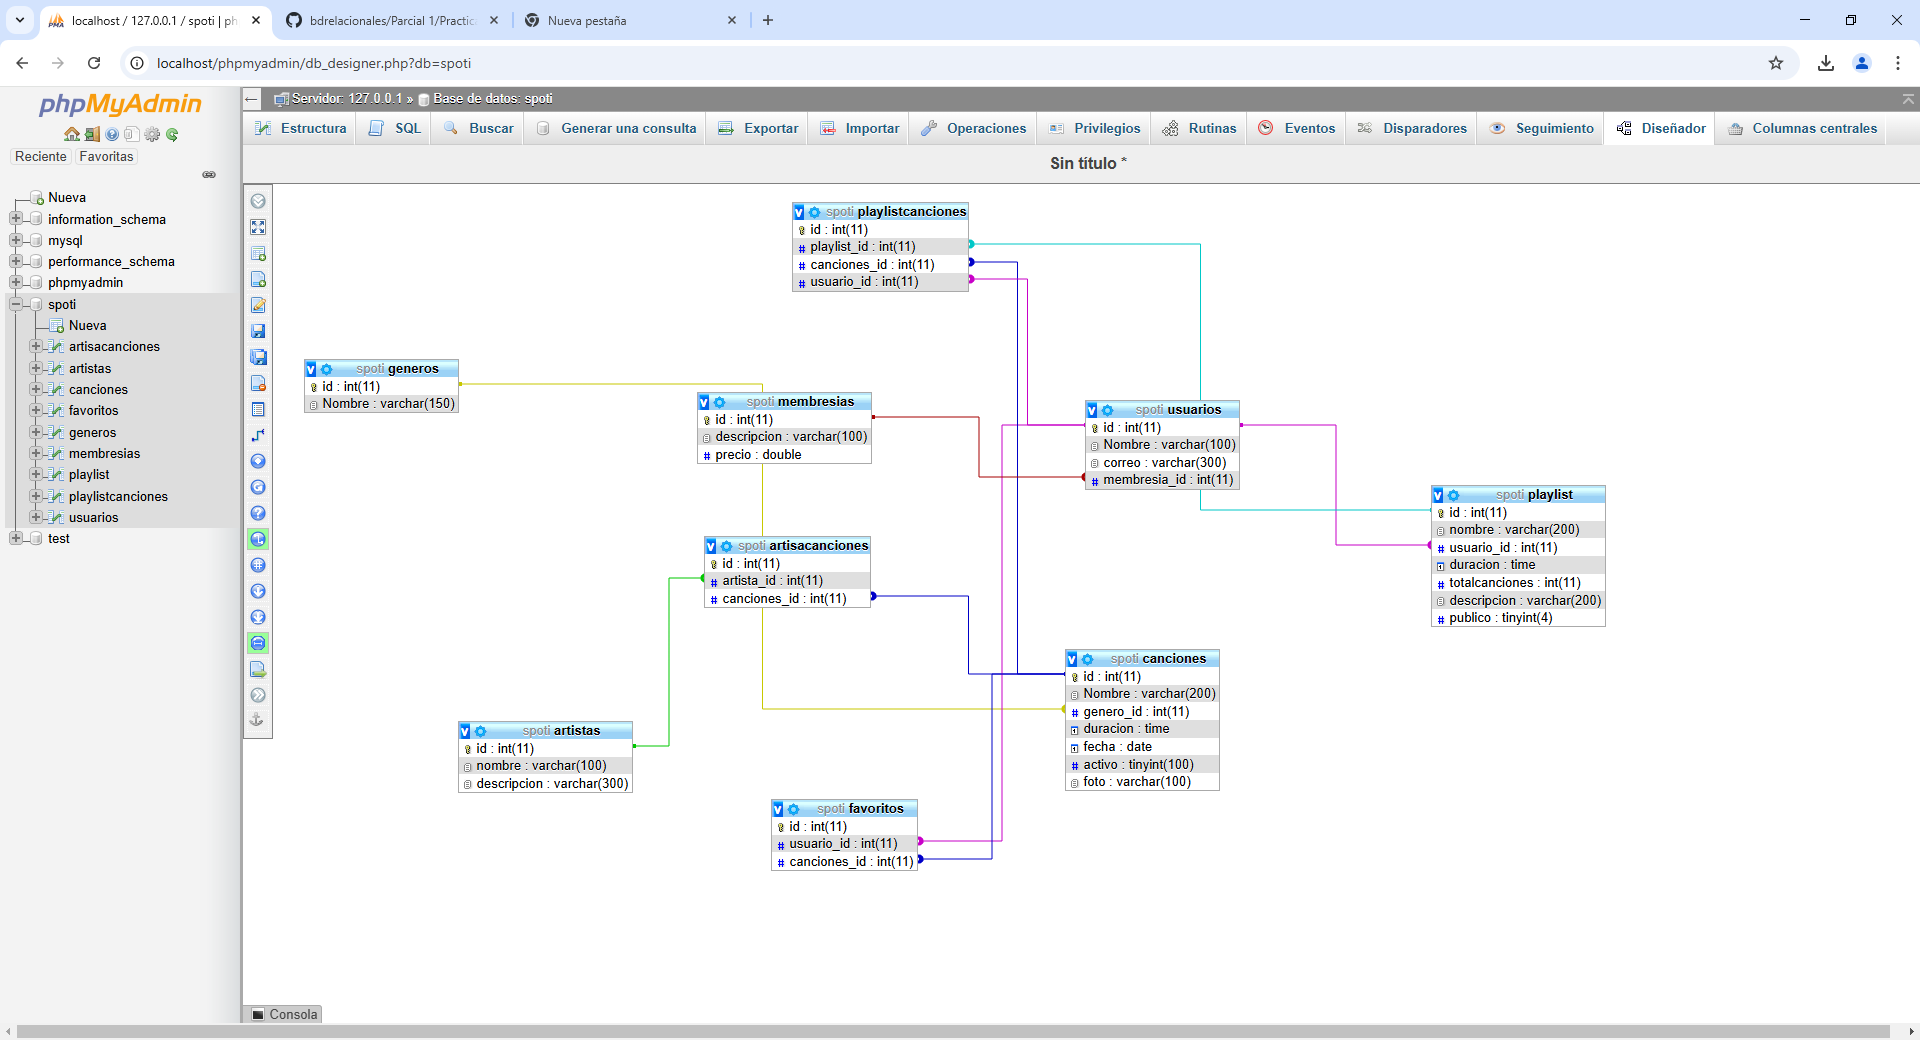 localhost / 127.0.0.1 / spoti | ph
bdrelacionales/Parcial 1/Practica
Nueva pestaña
localhost/phpmyadmin/db_designer.php?db=spoti
phpMyAdmin
Reciente
Favoritas
Nueva
information_schema
mysql
performance_schema
phpmyadmin
spoti
Nueva
artisacanciones
artistas
canciones
favoritos
generos
membresias
playlist
playlistcanciones
usuarios
test
Servidor: 127.0.0.1 » Base de datos: spoti
Estructura
SQL
Buscar
Generar una consulta
Exportar
Importar
Operaciones
Privilegios
Rutinas
Eventos
Disparadores
Seguimiento
Diseñador
Columnas centrales
Sin título *
spoti playlistcanciones
id : int(11)
playlist_id : int(11)
canciones_id : int(11)
usuario_id : int(11)
spoti generos
id : int(11)
Nombre : varchar(150)
spoti membresias
id : int(11)
descripcion : varchar(100)
precio : double
spoti usuarios
id : int(11)
Nombre : varchar(100)
correo : varchar(300)
membresia_id : int(11)
spoti playlist
id : int(11)
nombre : varchar(200)
usuario_id : int(11)
duracion : time
totalcanciones : int(11)
descripcion : varchar(200)
publico : tinyint(4)
spoti artisacanciones
id : int(11)
artista_id : int(11)
canciones_id : int(11)
spoti canciones
id : int(11)
Nombre : varchar(200)
genero_id : int(11)
duracion : time
fecha : date
activo : tinyint(100)
foto : varchar(100)
spoti artistas
id : int(11)
nombre : varchar(100)
descripcion : varchar(300)
spoti favoritos
id : int(11)
usuario_id : int(11)
canciones_id : int(11)
Consola